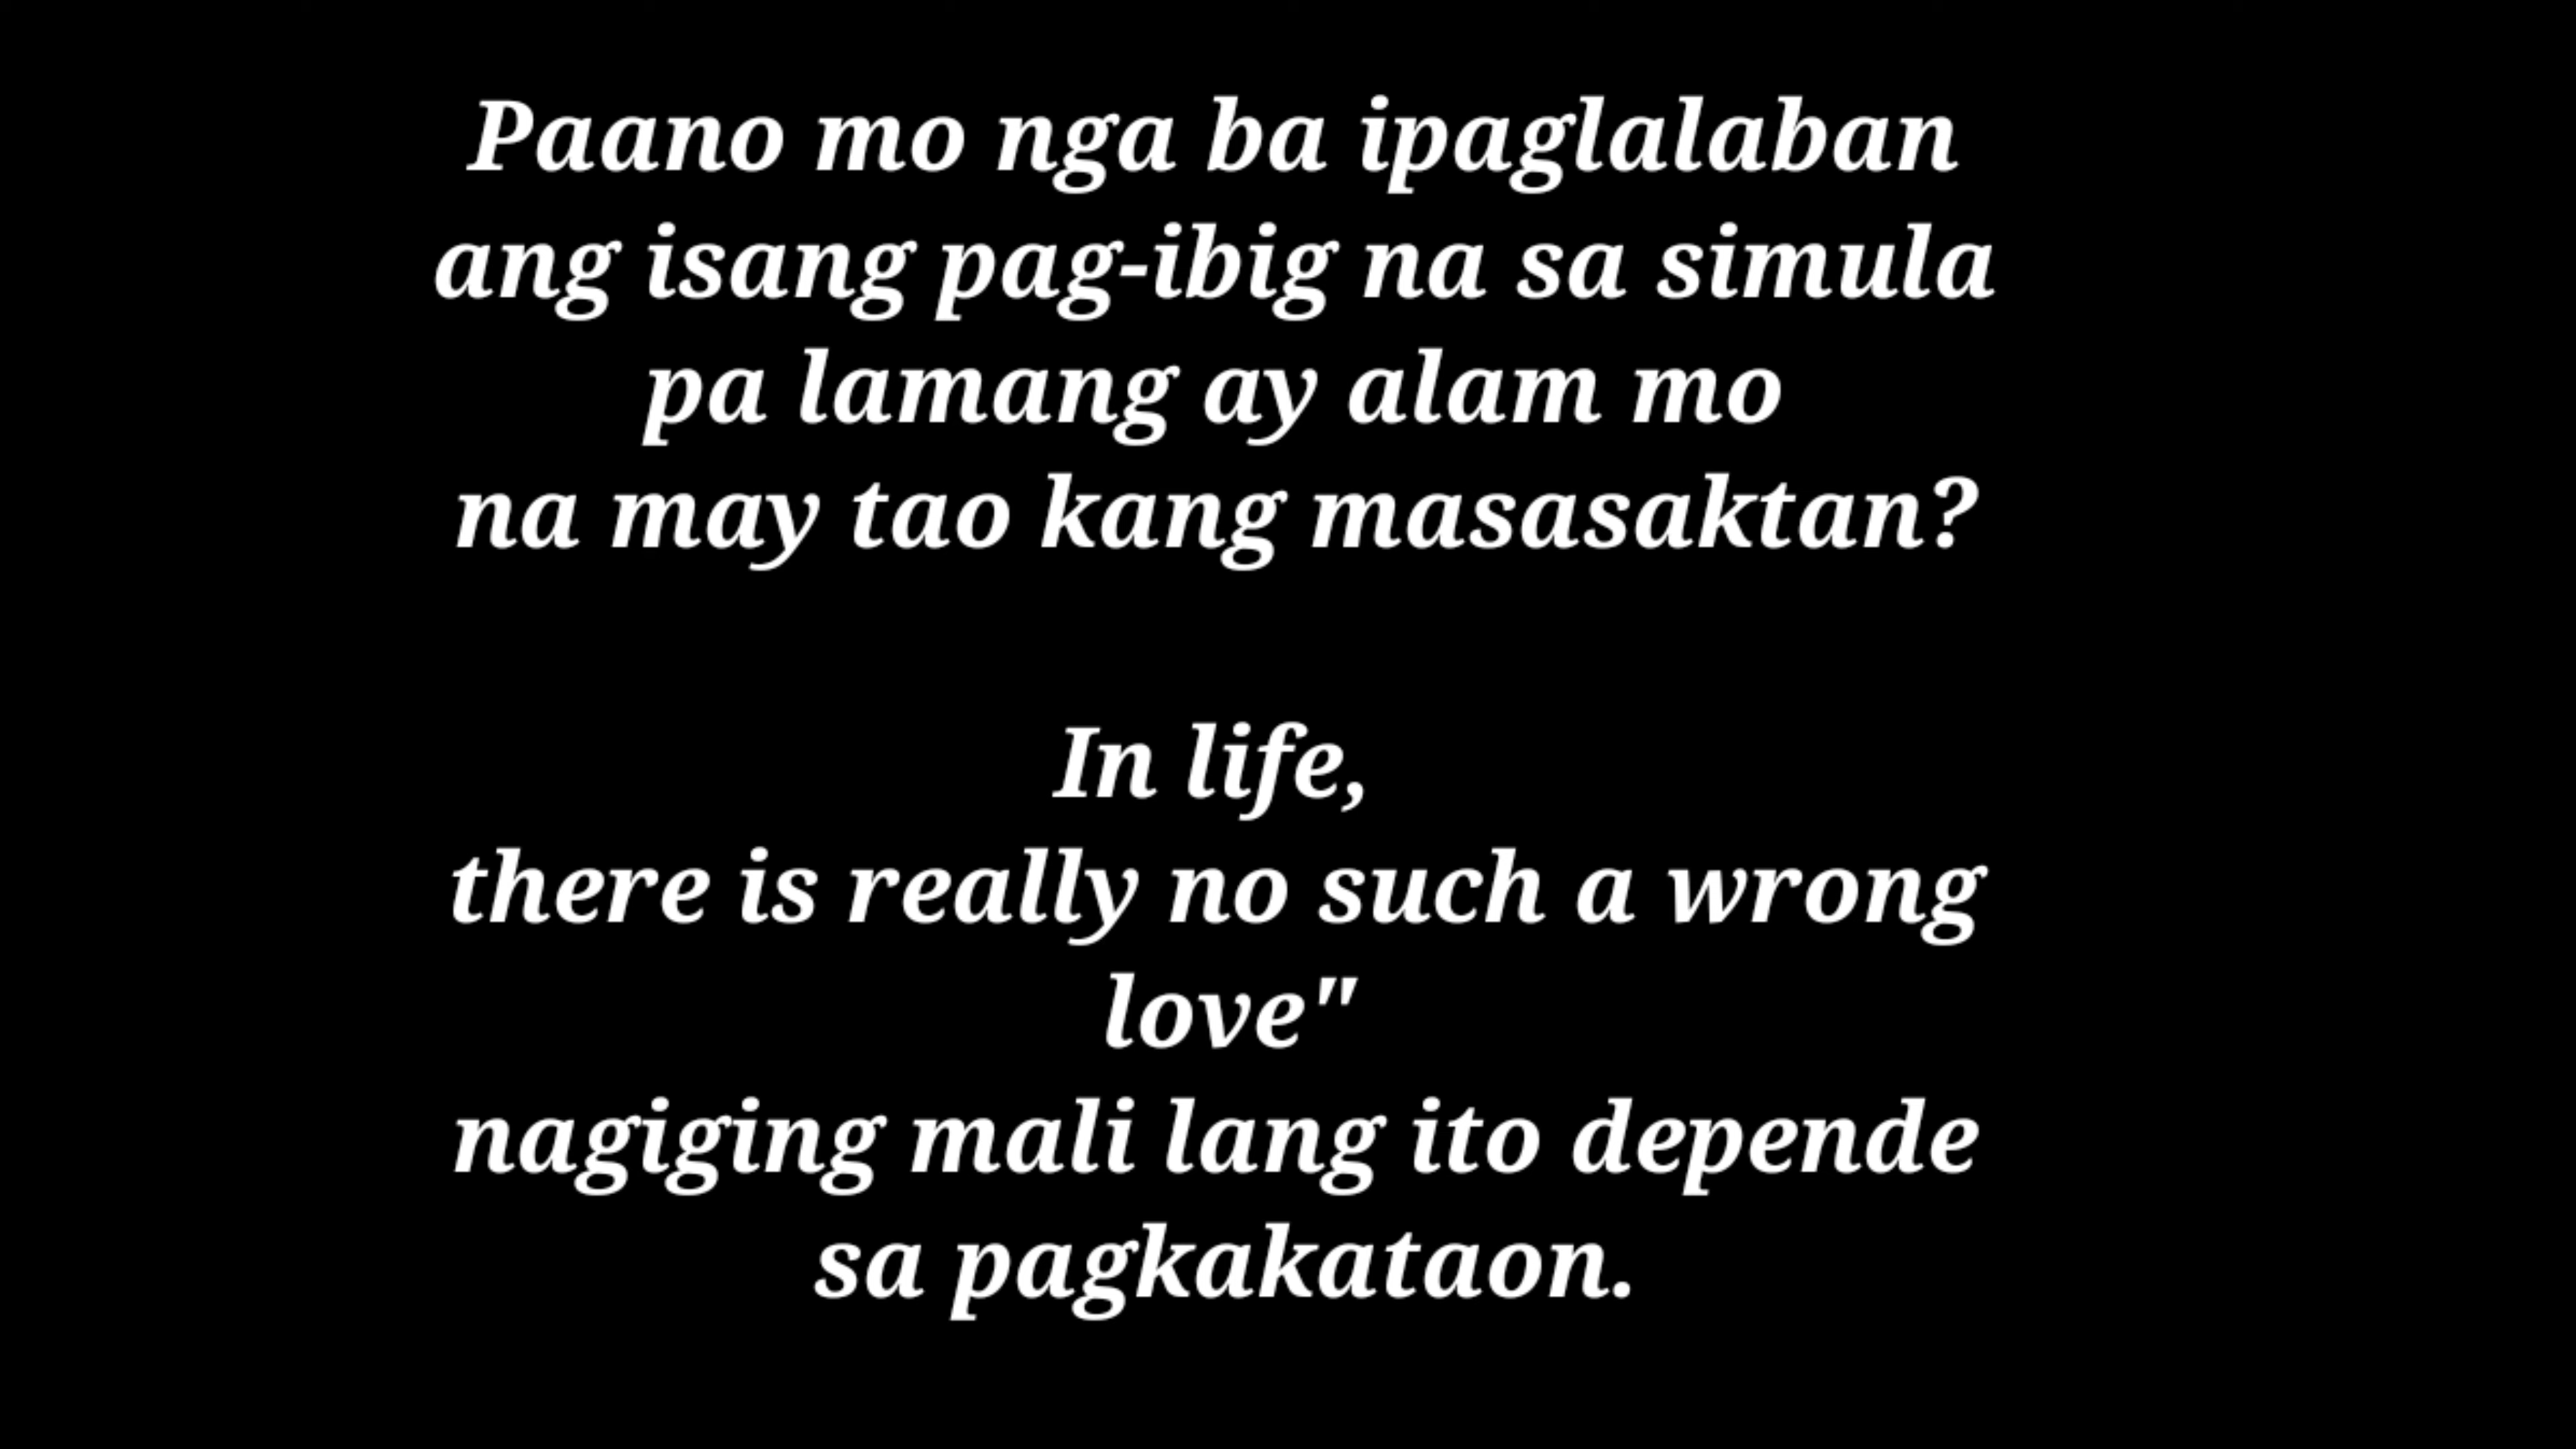 Paano mo nga ba ipaglalaban
ang isang pag-ibig na sa simula
pa lamang ay alam mo
na may tao kang masasaktan?
In life,
there is really no such a wrong
love"
nagiging mali lang ito depende
sa pagkakataon.